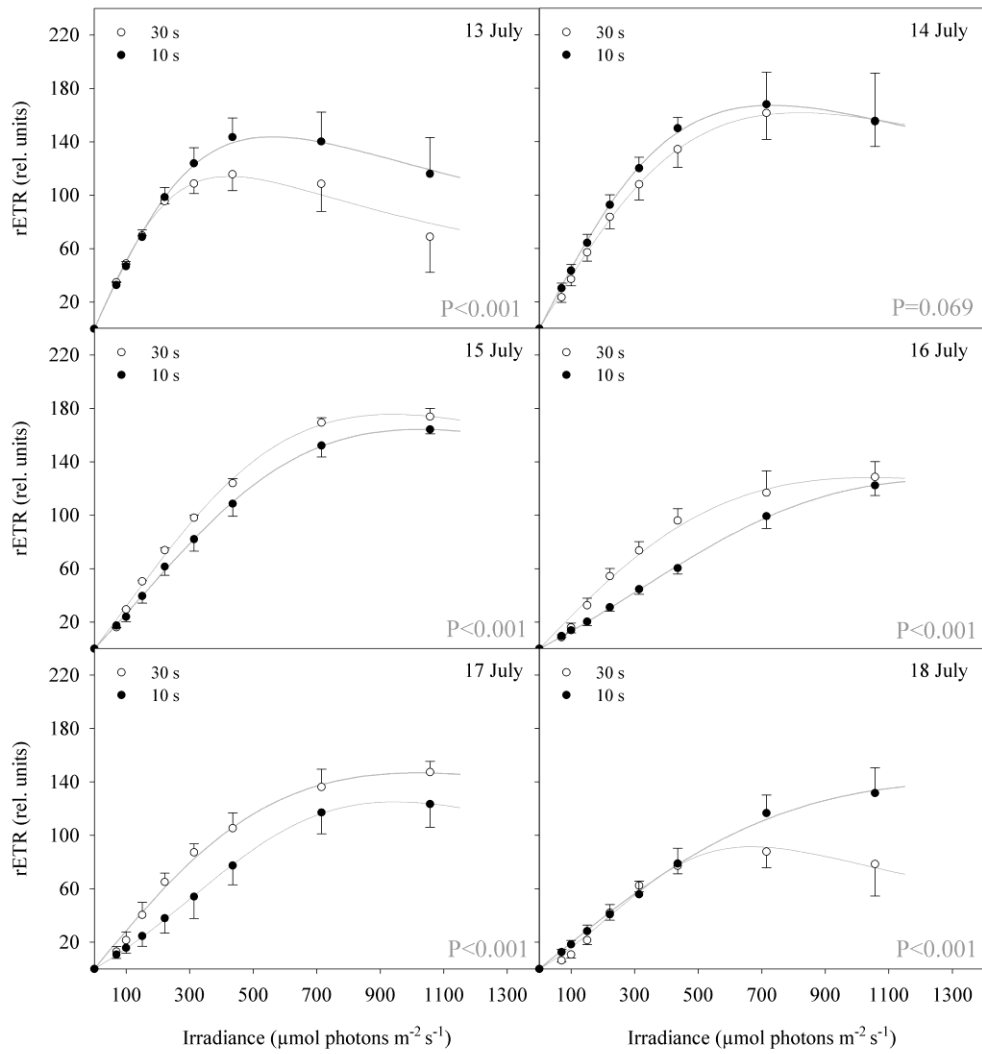 rETR (rel. units)
220
180
140
100
60
20
30 s
10 s
13 July
P<0.001
30 s
10 s
14 July
P=0.069
rETR (rel. units)
220
180
140
100
60
20
30 s
10 s
15 July
P<0.001
30 s
10 s
16 July
P<0.001
rETR (rel. units)
220
180
140
100
60
20
30 s
10 s
17 July
P<0.001
30 s
10 s
18 July
P<0.001
100 300 500 700 900 1100 1300
100 300 500 700 900 1100 1300
Irradiance (µmol photons m⁻² s⁻¹)
Irradiance (µmol photons m⁻² s⁻¹)